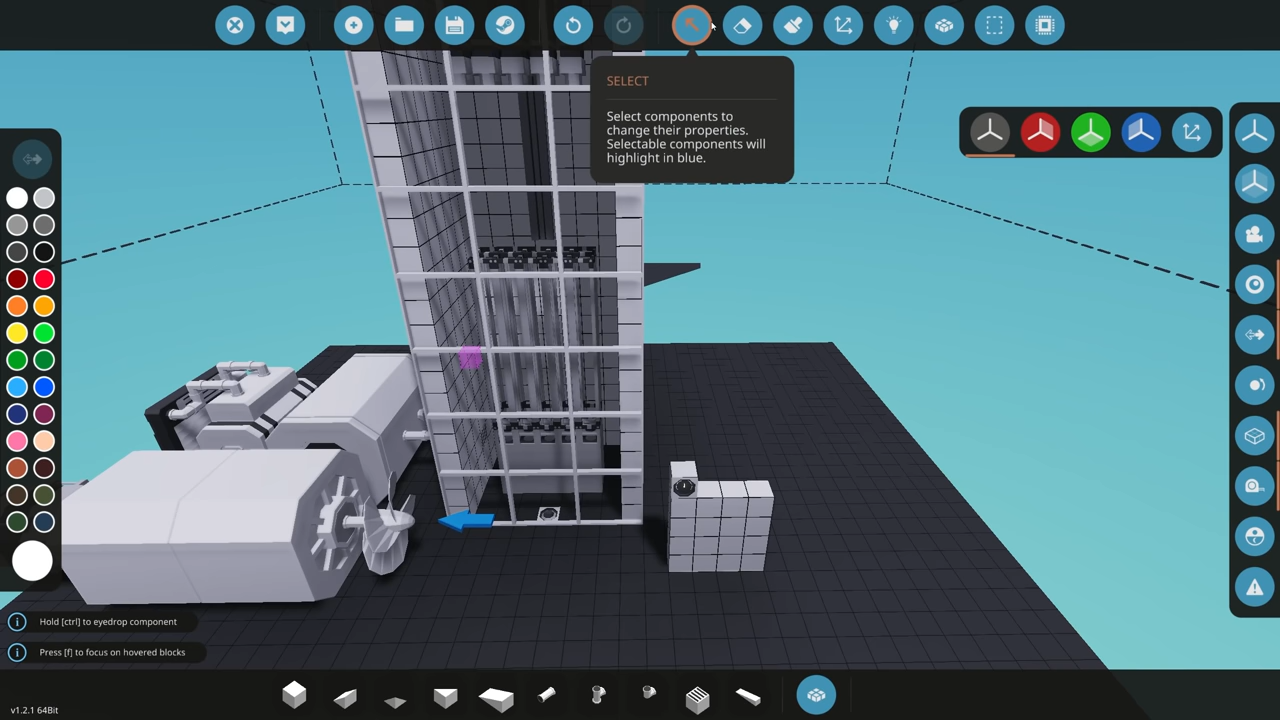 SELECT
Select components to
change their properties.
Selectable components will
highlight in blue.
Hold [ctrl] to eyedrop component
Press [f] to focus on hovered blocks
v1.2.1 64Bit